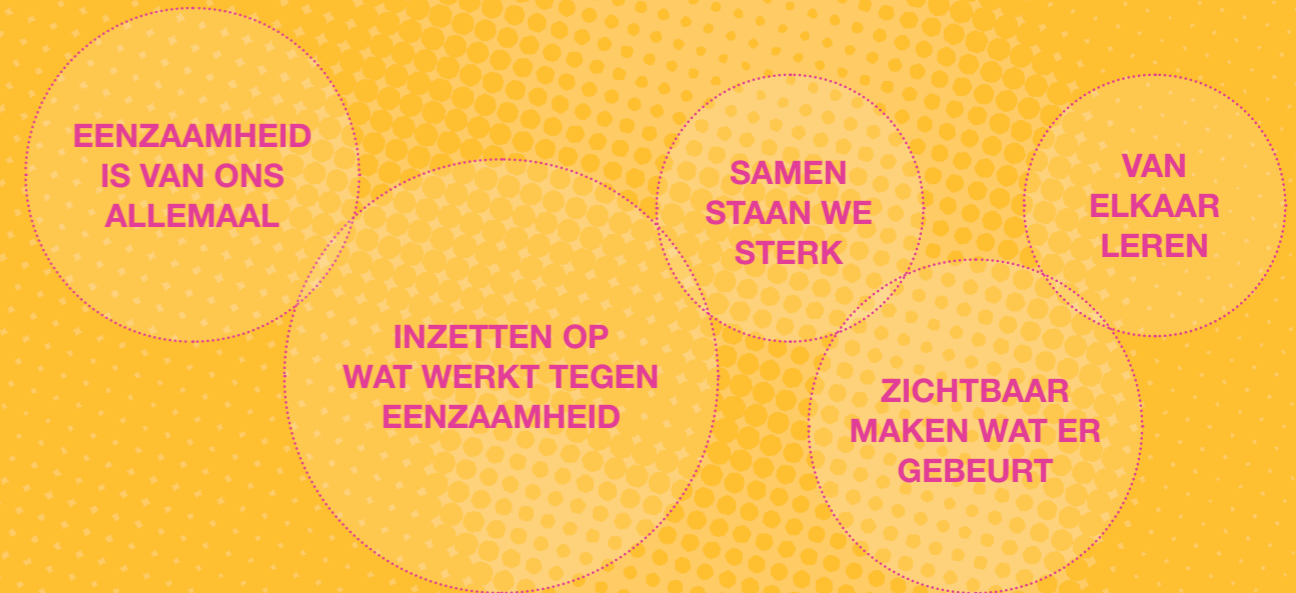 EENZAAMHEID
IS VAN ONS
ALLEMAAL
INZETTEN OP
WAT WERKT TEGEN
EENZAAMHEID
SAMEN
STAAN WE
STERK
ZICHTBAAR
MAKEN WAT ER
GEBEURT
VAN
ELKAAR
LEREN